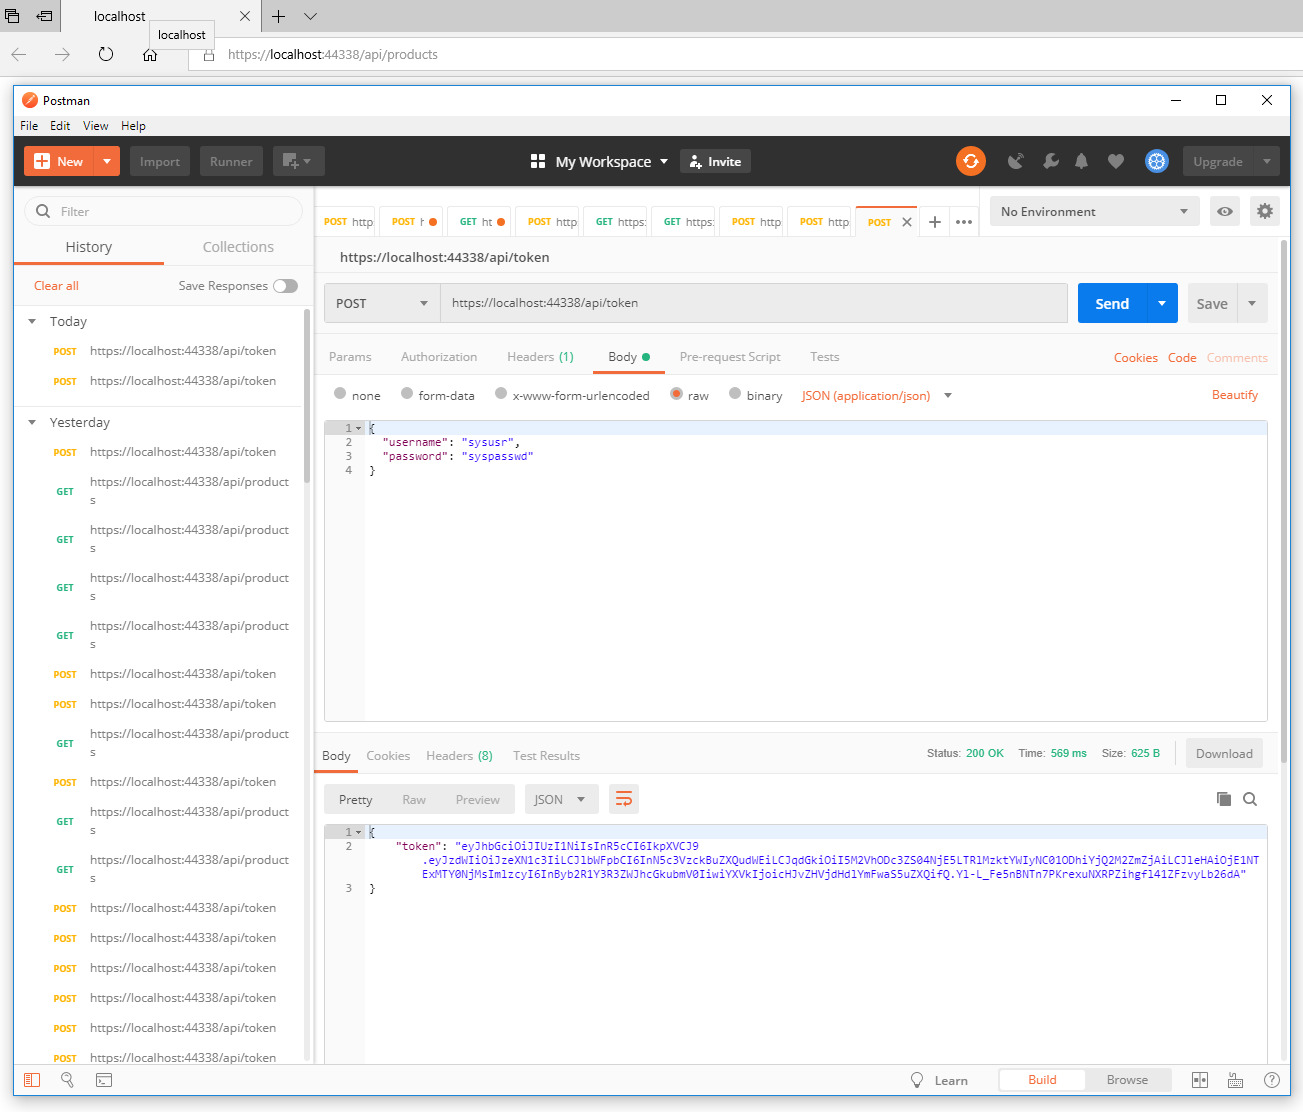 localhost
localhost
https://localhost:44338/api/products
Postman
File Edit View Help
New Import Runner My Workspace Invite Upgrade
Filter
History Collections
Clear all Save Responses
Today
POST https://localhost:44338/api/token
POST https://localhost:44338/api/token
Yesterday
POST https://localhost:44338/api/token
GET https://localhost:44338/api/product
s
GET https://localhost:44338/api/product
s
GET https://localhost:44338/api/product
s
GET https://localhost:44338/api/product
s
POST https://localhost:44338/api/token
POST https://localhost:44338/api/token
GET https://localhost:44338/api/product
s
POST https://localhost:44338/api/token
GET https://localhost:44338/api/product
s
GET https://localhost:44338/api/product
s
POST https://localhost:44338/api/token
POST https://localhost:44338/api/token
POST https://localhost:44338/api/token
POST https://localhost:44338/api/token
POST https://localhost:44338/api/token
POST https://localhost:44338/api/token
POST http POST h GET ht POST http GET https: GET https: POST http POST http POST No Environment
https://localhost:44338/api/token
POST https://localhost:44338/api/token Send Save
Params Authorization Headers (1) Body Pre-request Script Tests Cookies Code Comments
none form-data x-www-form-urlencoded raw binary JSON (application/json) Beautify
1 {
2 "username": "sysusr",
3 "password": "syspasswd"
4 }
Body Cookies Headers (8) Test Results Status: 200 OK Time: 569 ms Size: 625 B Download
Pretty Raw Preview JSON
1 {
2 "token": "eyJhbGciOiJIUzI1NiIsInR5cCI6IkpXVCJ9
3 }
Learn Build Browse